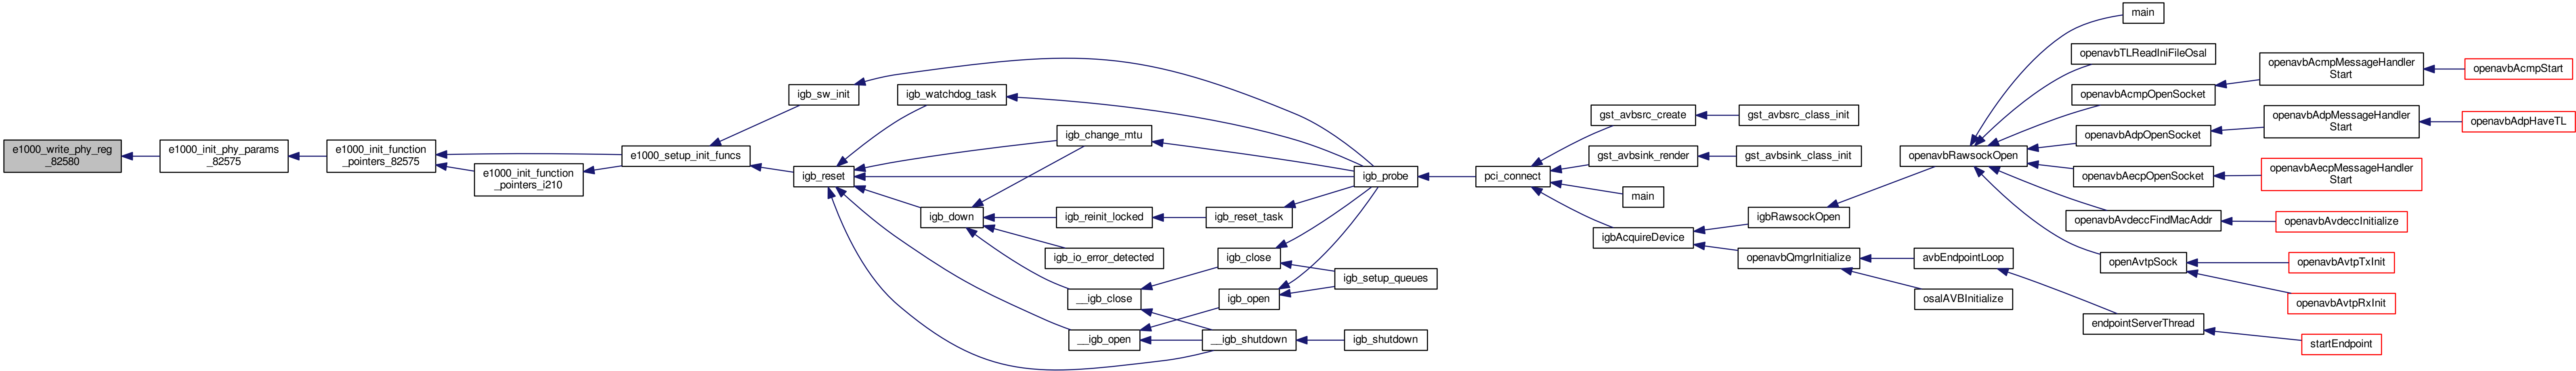 e1000_write_phy_reg
_82580
e1000_init_phy_params
_82575
e1000_init_function
_pointers_82575
e1000_init_function
_pointers_i210
e1000_setup_init_funcs
igb_sw_init
igb_reset
igb_watchdog_task
igb_change_mtu
igb_down
igb_reinit_locked
igb_reset_task
igb_io_error_detected
__igb_close
igb_close
__igb_open
igb_open
__igb_shutdown
igb_shutdown
igb_setup_queues
igb_probe
pci_connect
gst_avbsrc_create
gst_avbsrc_class_init
gst_avbsink_render
gst_avbsink_class_init
main
igbAcquireDevice
igbRawsockOpen
openavbQmgrInitialize
avbEndpointLoop
osalAVBInitialize
endpointServerThread
startEndpoint
openavbRawsockOpen
main
openavbTLReadIniFileOsal
openavbAcmpOpenSocket
openavbAcmpMessageHandler
Start
openavbAcmpStart
openavbAdpOpenSocket
openavbAdpMessageHandler
Start
openavbAdpHaveTL
openavbAecpOpenSocket
openavbAecpMessageHandler
Start
openavbAvdeccFindMacAddr
openavbAvdeccInitialize
openAvtpSock
openavbAvtpTxInit
openavbAvtpRxInit